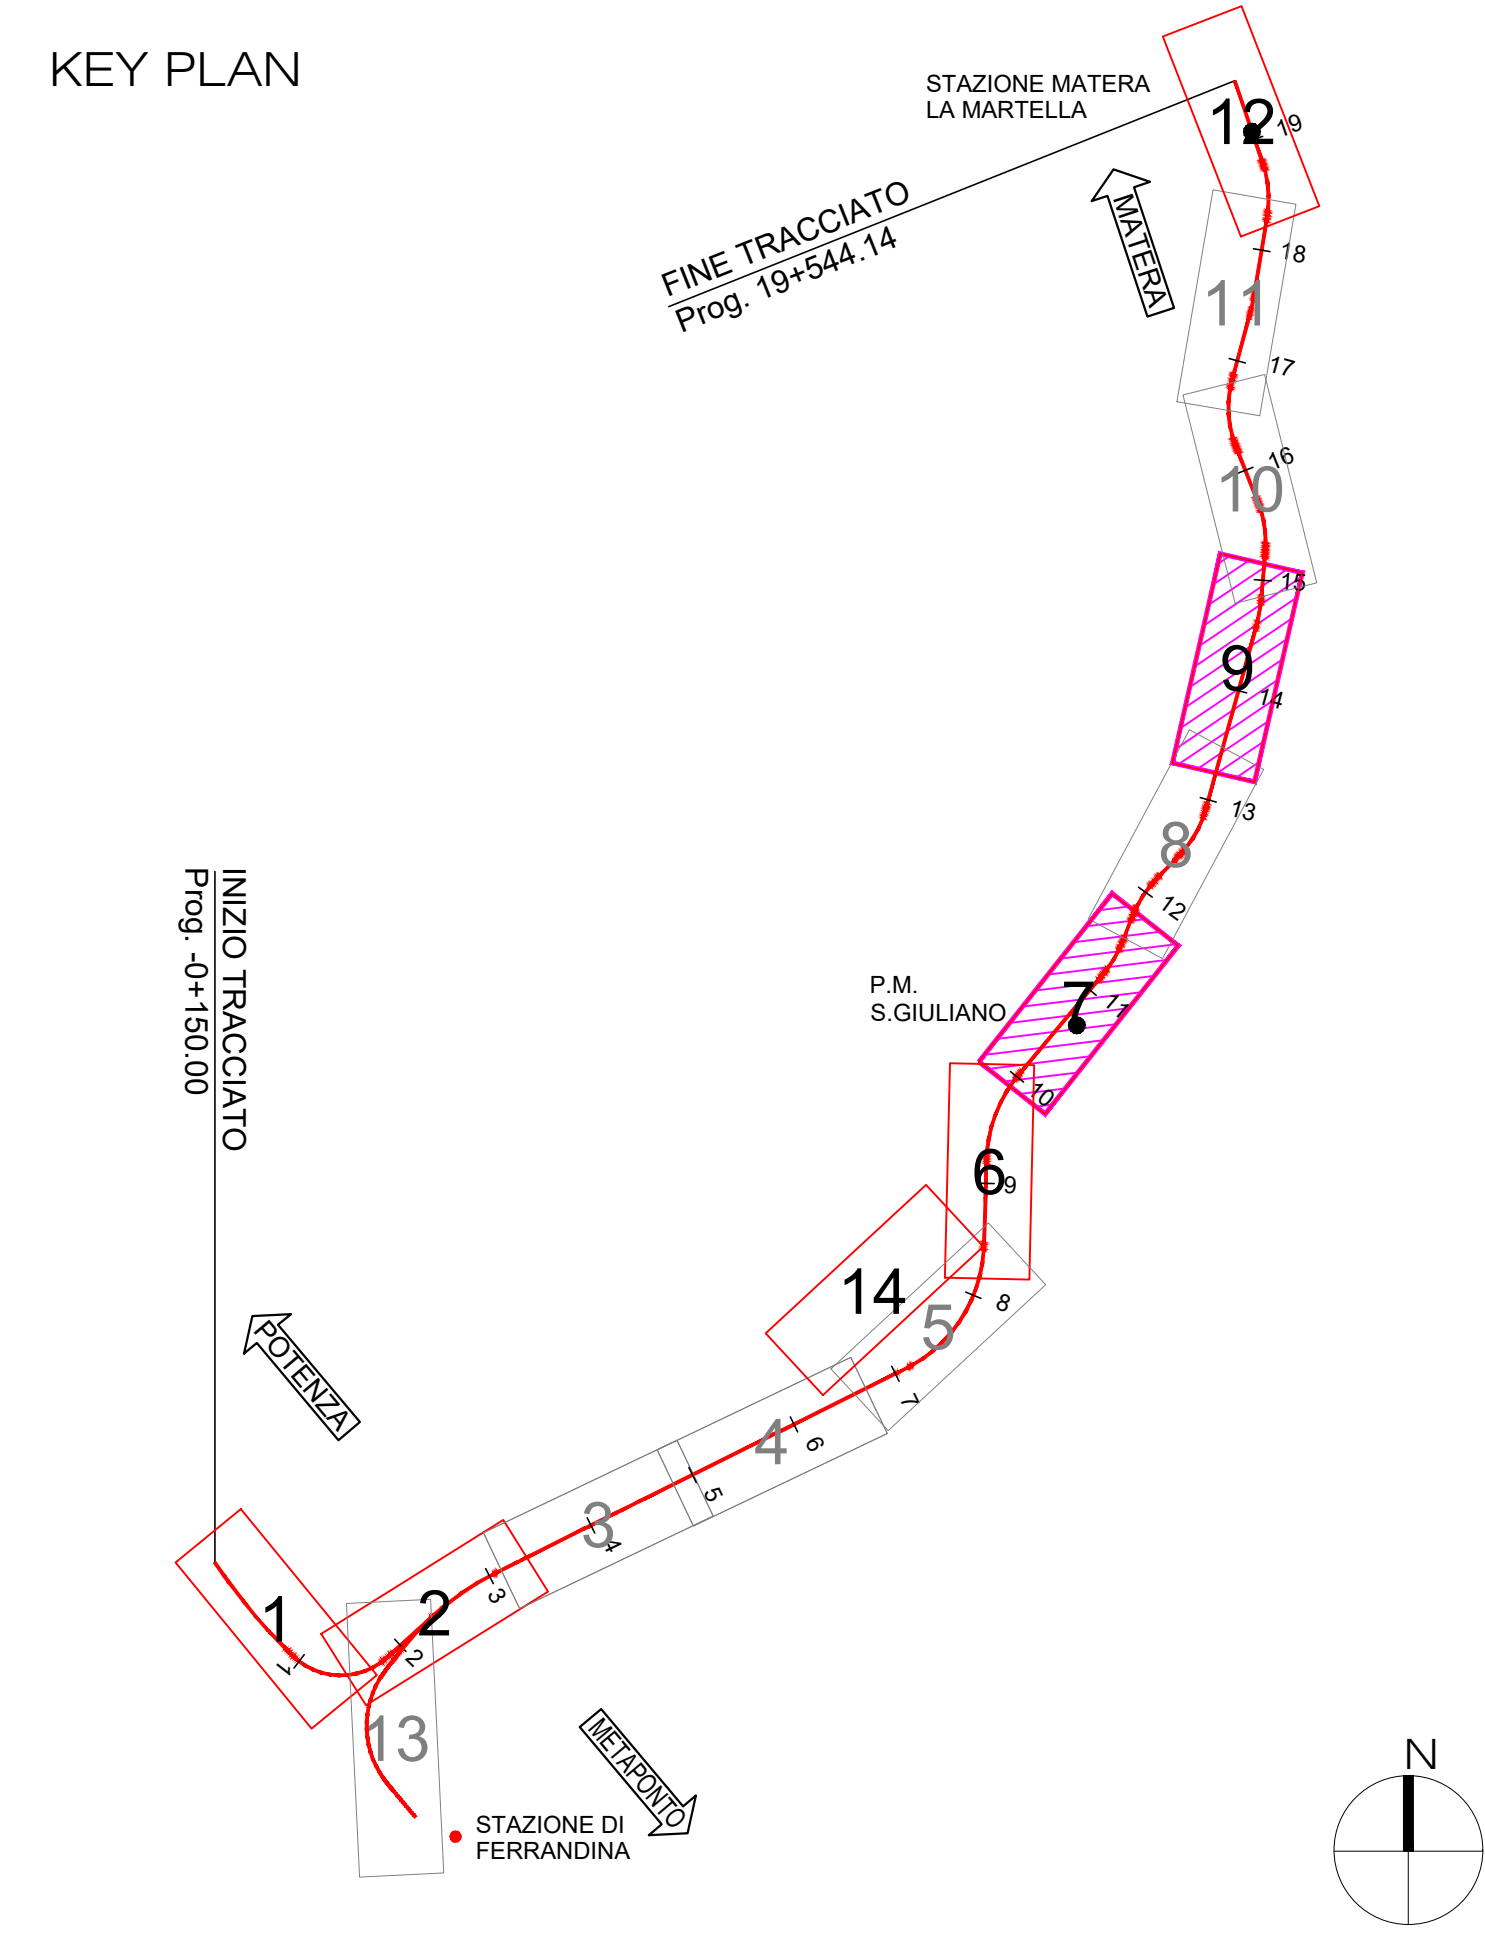 KEY PLAN
STAZIONE MATERA
LA MARTELLA
12
19
FINE TRACCIATO
Prog. 19+544.14
MATERA
18
11
17
16
10
15
9
14
13
8
12
INIZIO TRACCIATO
Prog. -0+150.00
P.M.
S.GIULIANO
7
11
10
6
9
14
8
5
POTENZA
7
4
6
5
3
4
3
2
1
2
1
13
METAPONTO
STAZIONE DI
FERRANDINA
N